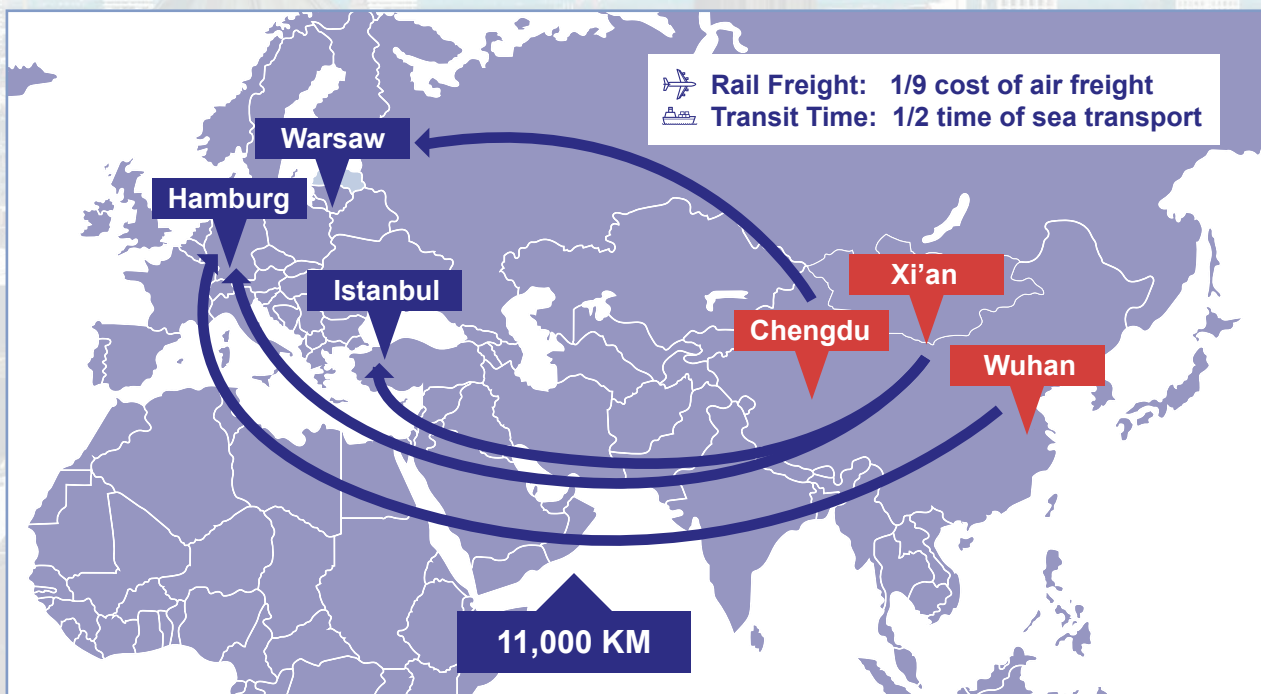 Rail Freight: 1/9 cost of air freight
Transit Time: 1/2 time of sea transport
Warsaw
Hamburg
Istanbul
Xi’an
Chengdu
Wuhan
11,000 KM